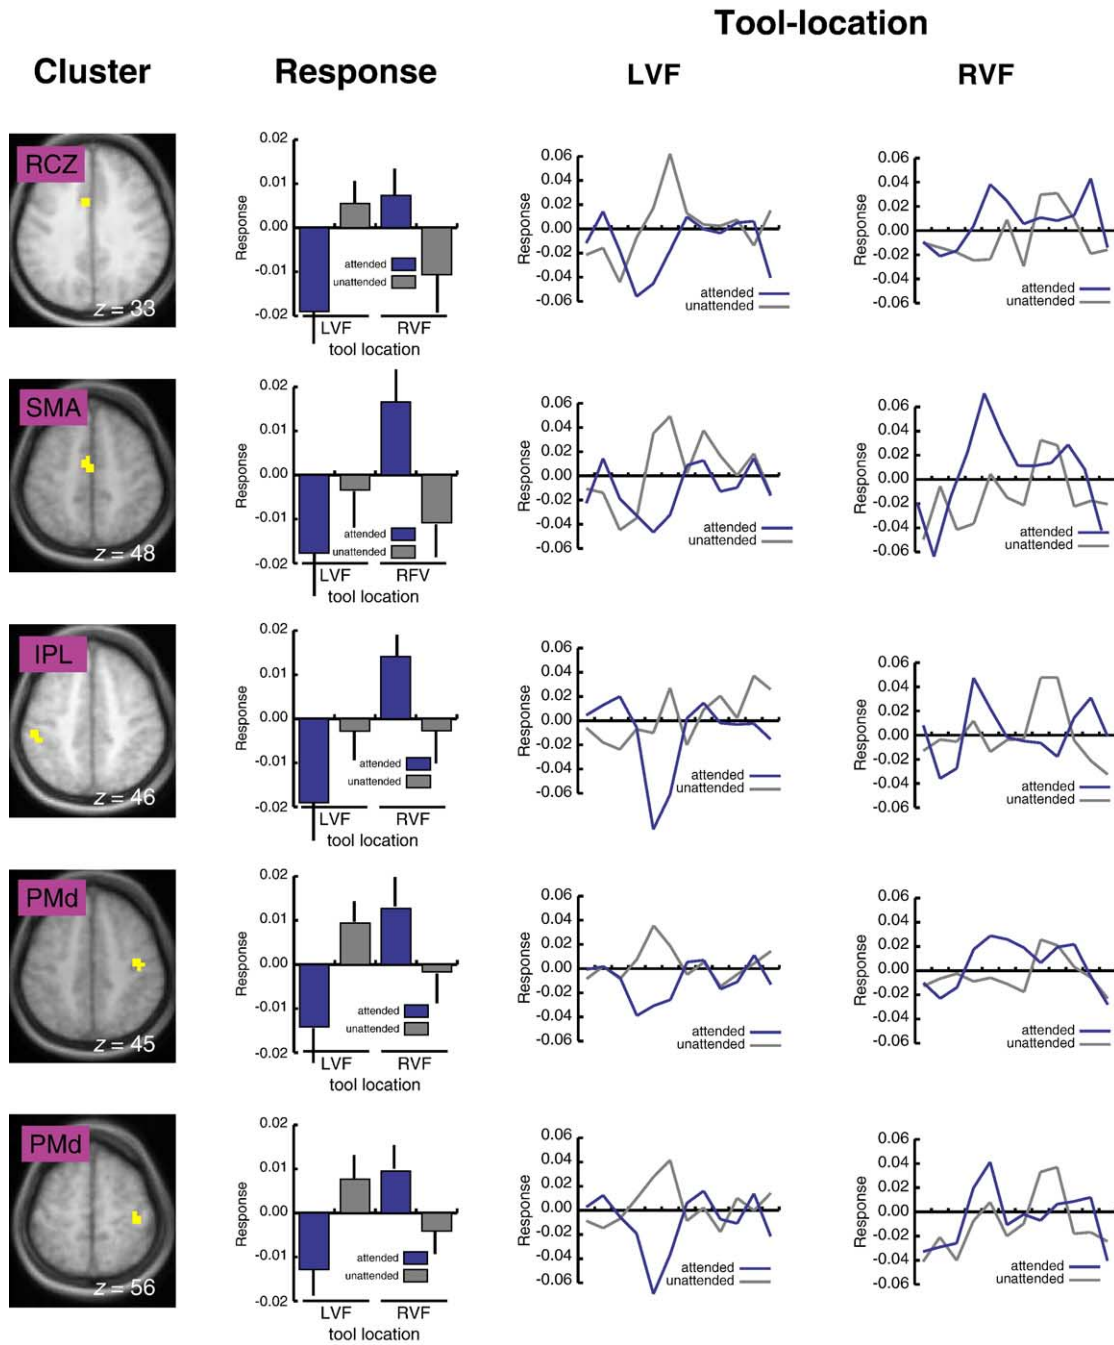 Tool-location
Cluster Response LVF RVF
RCZ
z = 33
Response
0.02
0.01
0.00
-0.01
-0.02
attended
unattended
LVF RVF
tool location
Response
0.06
0.04
0.02
0.00
-0.02
-0.04
-0.06
attended
unattended
Response
0.06
0.04
0.02
0.00
-0.02
-0.04
-0.06
attended
unattended
SMA
z = 48
Response
0.02
0.01
0.00
-0.01
-0.02
attended
unattended
LVF RFV
tool location
Response
0.06
0.04
0.02
0.00
-0.02
-0.04
-0.06
attended
unattended
Response
0.06
0.04
0.02
0.00
-0.02
-0.04
-0.06
attended
unattended
IPL
z = 46
Response
0.02
0.01
0.00
-0.01
-0.02
attended
unattended
LVF RVF
tool location
Response
0.06
0.04
0.02
0.00
-0.02
-0.04
-0.06
attended
unattended
Response
0.06
0.04
0.02
0.00
-0.02
-0.04
-0.06
attended
unattended
PMd
z = 45
Response
0.02
0.01
0.00
-0.01
-0.02
attended
unattended
LVF RVF
tool location
Response
0.06
0.04
0.02
0.00
-0.02
-0.04
-0.06
attended
unattended
Response
0.06
0.04
0.02
0.00
-0.02
-0.04
-0.06
attended
unattended
PMd
z = 56
Response
0.02
0.01
0.00
-0.01
-0.02
attended
unattended
LVF RVF
tool location
Response
0.06
0.04
0.02
0.00
-0.02
-0.04
-0.06
attended
unattended
Response
0.06
0.04
0.02
0.00
-0.02
-0.04
-0.06
attended
unattended